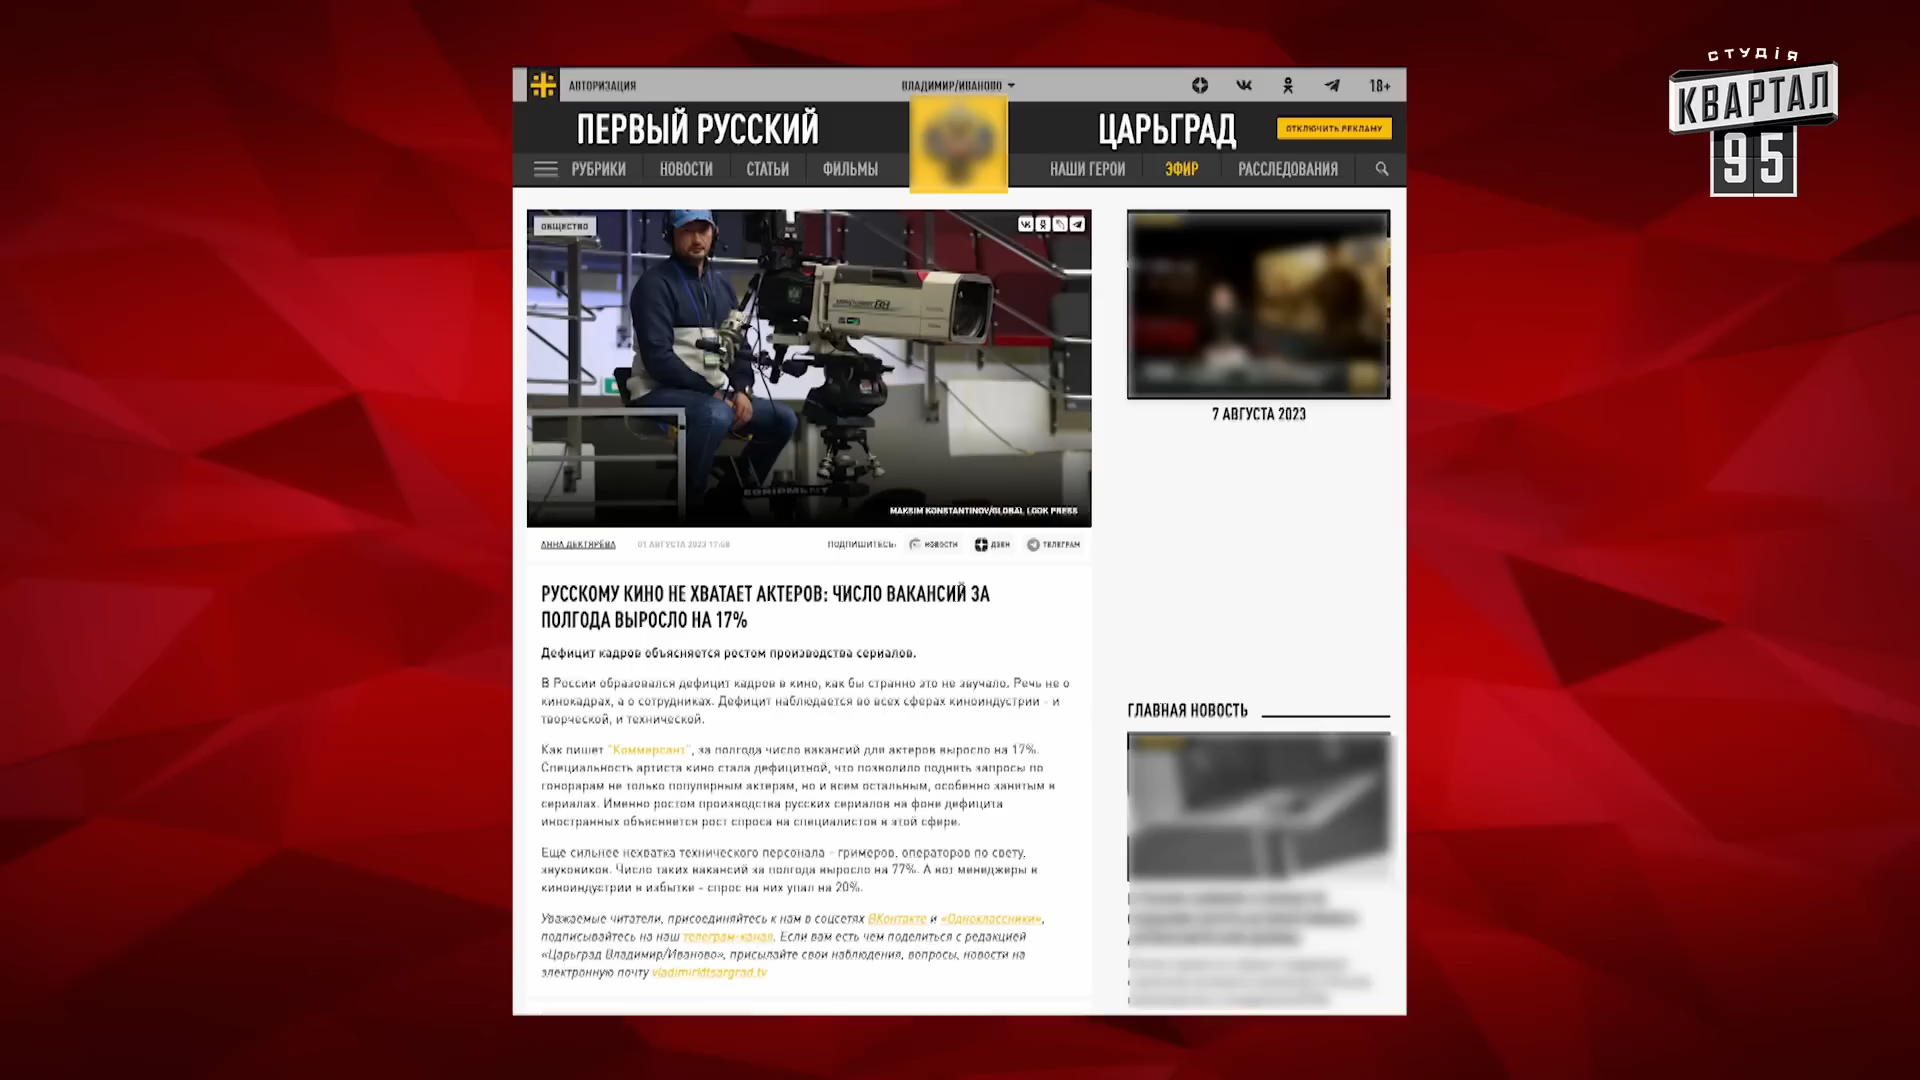 СТУДІЯ
КВАРТАЛ
95
АВТОРИЗАЦИЯ
ВЛАДИМИР/ИВАНОВО
18+
ПЕРВЫЙ РУССКИЙ
ЦАРЬГРАД
ОТКЛЮЧИТЬ РЕКЛАМУ
РУБРИКИ
НОВОСТИ
СТАТЬИ
ФИЛЬМЫ
НАШИ ГЕРОИ
ЭФИР
РАССЛЕДОВАНИЯ
ОБЩЕСТВО
EQUIPMENT
MAKSIM KONSTANTINOV/GLOBAL LOOK PRESS
7 АВГУСТА 2023
АННА ДЕКТЯРЁВА
01 АВГУСТА 2023 17:58
ПОДПИШИТЕСЬ:
НОВОСТИ
ДЗЕН
ТЕЛЕГРАМ
РУССКОМУ КИНО НЕ ХВАТАЕТ АКТЕРОВ: ЧИСЛО ВАКАНСИЙ ЗА
ПОЛГОДА ВЫРОСЛО НА 17%
Дефицит кадров объясняется ростом производства сериалов.
В России образовался дефицит кадров в кино, как бы странно это не звучало. Речь не о
кинокадрах, а о сотрудниках. Дефицит наблюдается во всех сферах киноиндустрии - и
творческой, и технической.
Как пишет "Коммерсант", за полгода число вакансий для актеров выросло на 17%.
Специальность артиста кино стала дефицитной, что позволило поднять запросы по
гонорарам не только популярным актерам, но и всем остальным, особенно занятым в
сериалах. Именно ростом производства русских сериалов на фоне дефицита
иностранных объясняется рост спроса на специалистов в этой сфере.
Еще сильнее нехватка технического персонала - гримеров, операторов по свету,
звуковиков. Число таких вакансий за полгода выросло на 77%. А вот менеджеры в
киноиндустрии в избытке - спрос на них упал на 20%.
Уважаемые читатели, присоединяйтесь к нам в соцсетях ВКонтакте и «Одноклассники»,
подписывайтесь на наш телеграм-канал. Если вам есть чем поделиться с редакцией
«Царьград Владимир/Иваново», присылайте свои наблюдения, вопросы, новости на
электронную почту vladimir@tsargrad.tv
ГЛАВНАЯ НОВОСТЬ